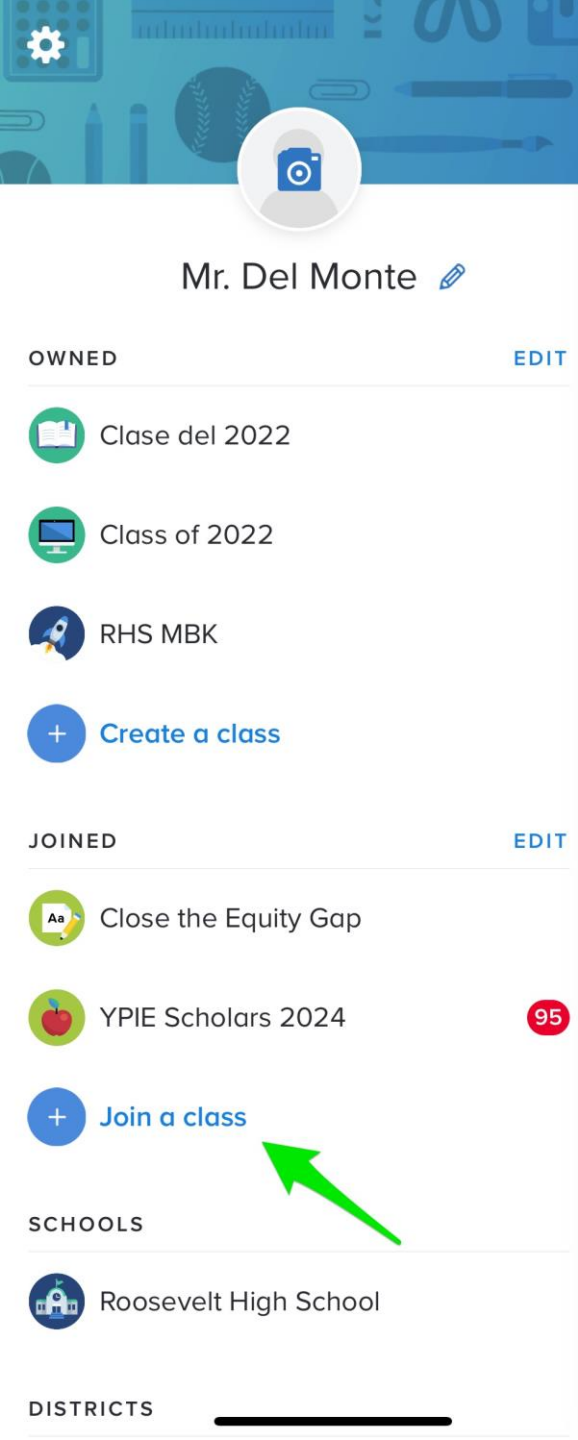 Mr. Del Monte
OWNED EDIT
Clase del 2022
Class of 2022
RHS MBK
+ Create a class
JOINED EDIT
Aa Close the Equity Gap
YPIE Scholars 2024 95
+ Join a class
SCHOOLS
Roosevelt High School
DISTRICTS